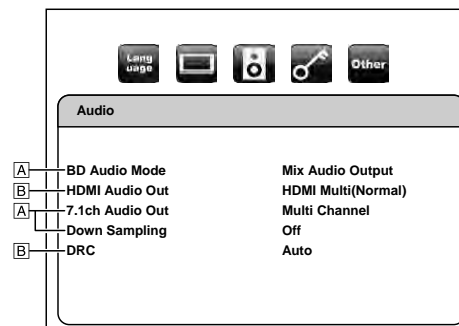 Lang
uage
Other
Audio
A BD Audio Mode Mix Audio Output
B HDMI Audio Out HDMI Multi(Normal)
A 7.1ch Audio Out Multi Channel
Down Sampling Off
B DRC Auto